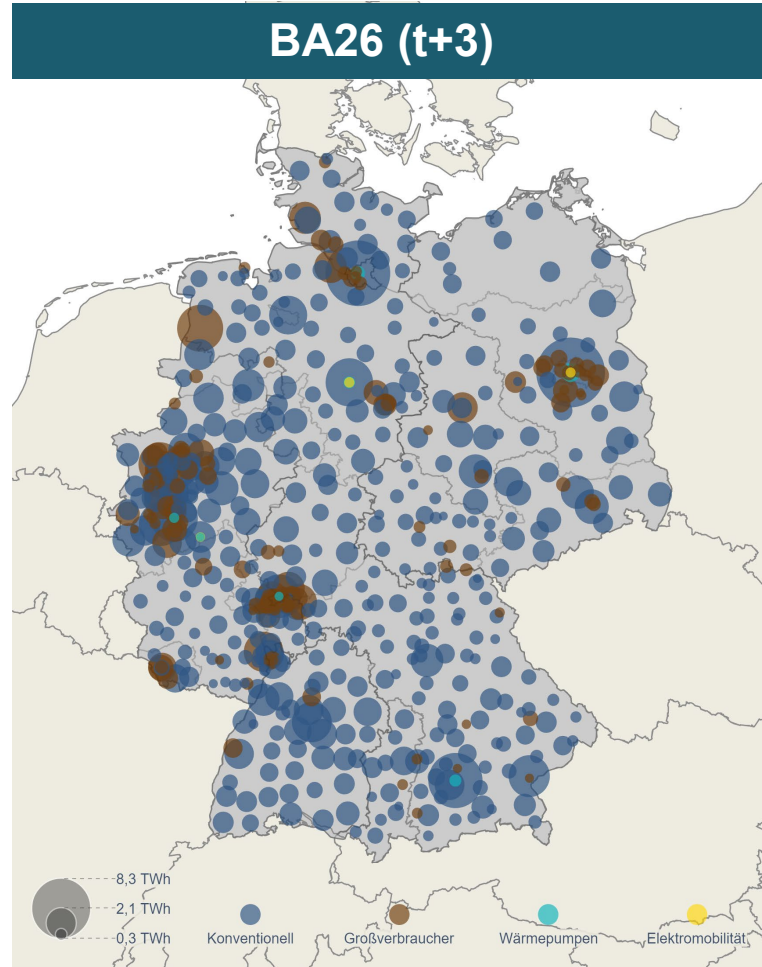 BA26 (t+3)
8,3 TWh
2,1 TWh
0,3 TWh
Konventionell
Großverbraucher
Wärmepumpen
Elektromobilität